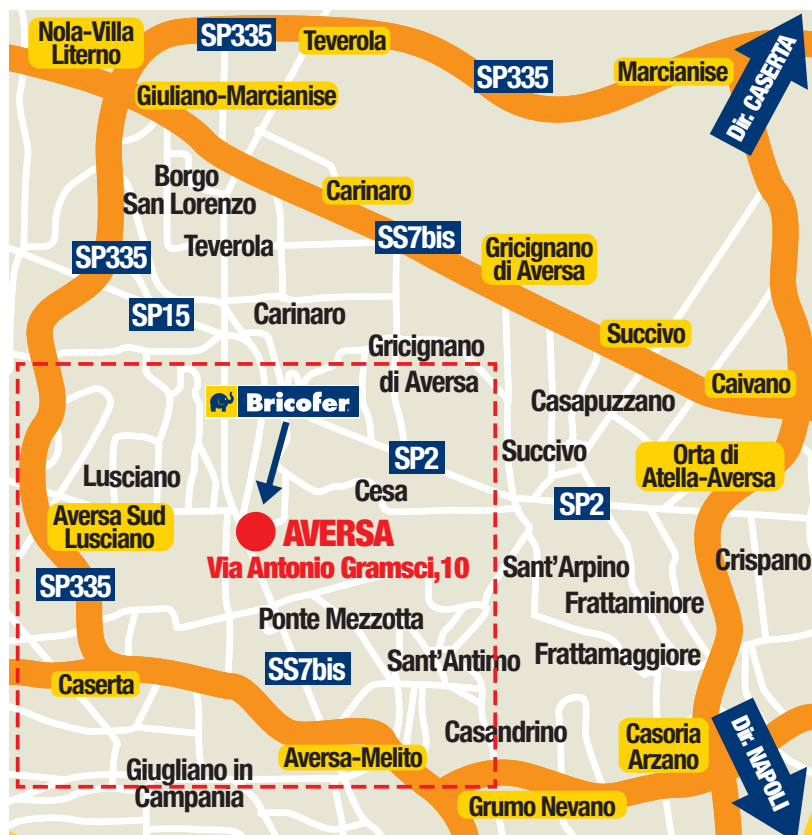 Nola-Villa
Literno
SP335
Teverola
SP335
Marcianise
Dir. CASERTA
Giuliano-Marcianise
Borgo
San Lorenzo
Carinaro
Teverola
SS7bis
Gricignano
di Aversa
SP335
SP15
Carinaro
Succivo
Gricignano
di Aversa
Caivano
Bricofer
Casapuzzano
SP2
Succivo
Orta di
Atella-Aversa
Lusciano
Cesa
SP2
Aversa Sud
Lusciano
AVERSA
Via Antonio Gramsci,10
Sant'Arpino
Crispano
SP335
Frattaminore
Ponte Mezzotta
Sant'Antimo
Frattamaggiore
SS7bis
Caserta
Casandrino
Casoria
Arzano
Dir. NAPOLI
Aversa-Melito
Giugliano in
Campania
Grumo Nevano